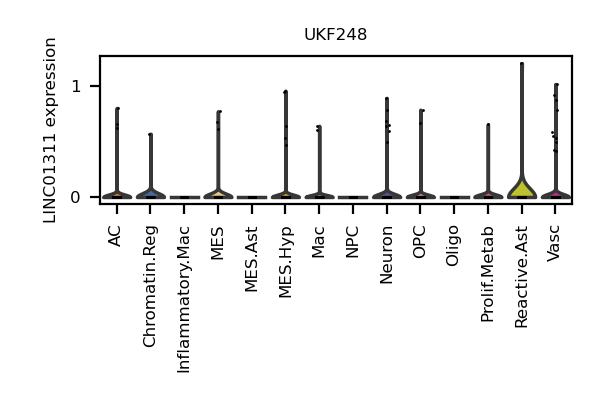 UKF248
LINC01311 expression
1
0
AC
Chromatin.Reg
Inflammatory.Mac
MES
MES.Ast
MES.Hyp
Mac
NPC
Neuron
OPC
Oligo
Prolif.Metab
Reactive.Ast
Vasc